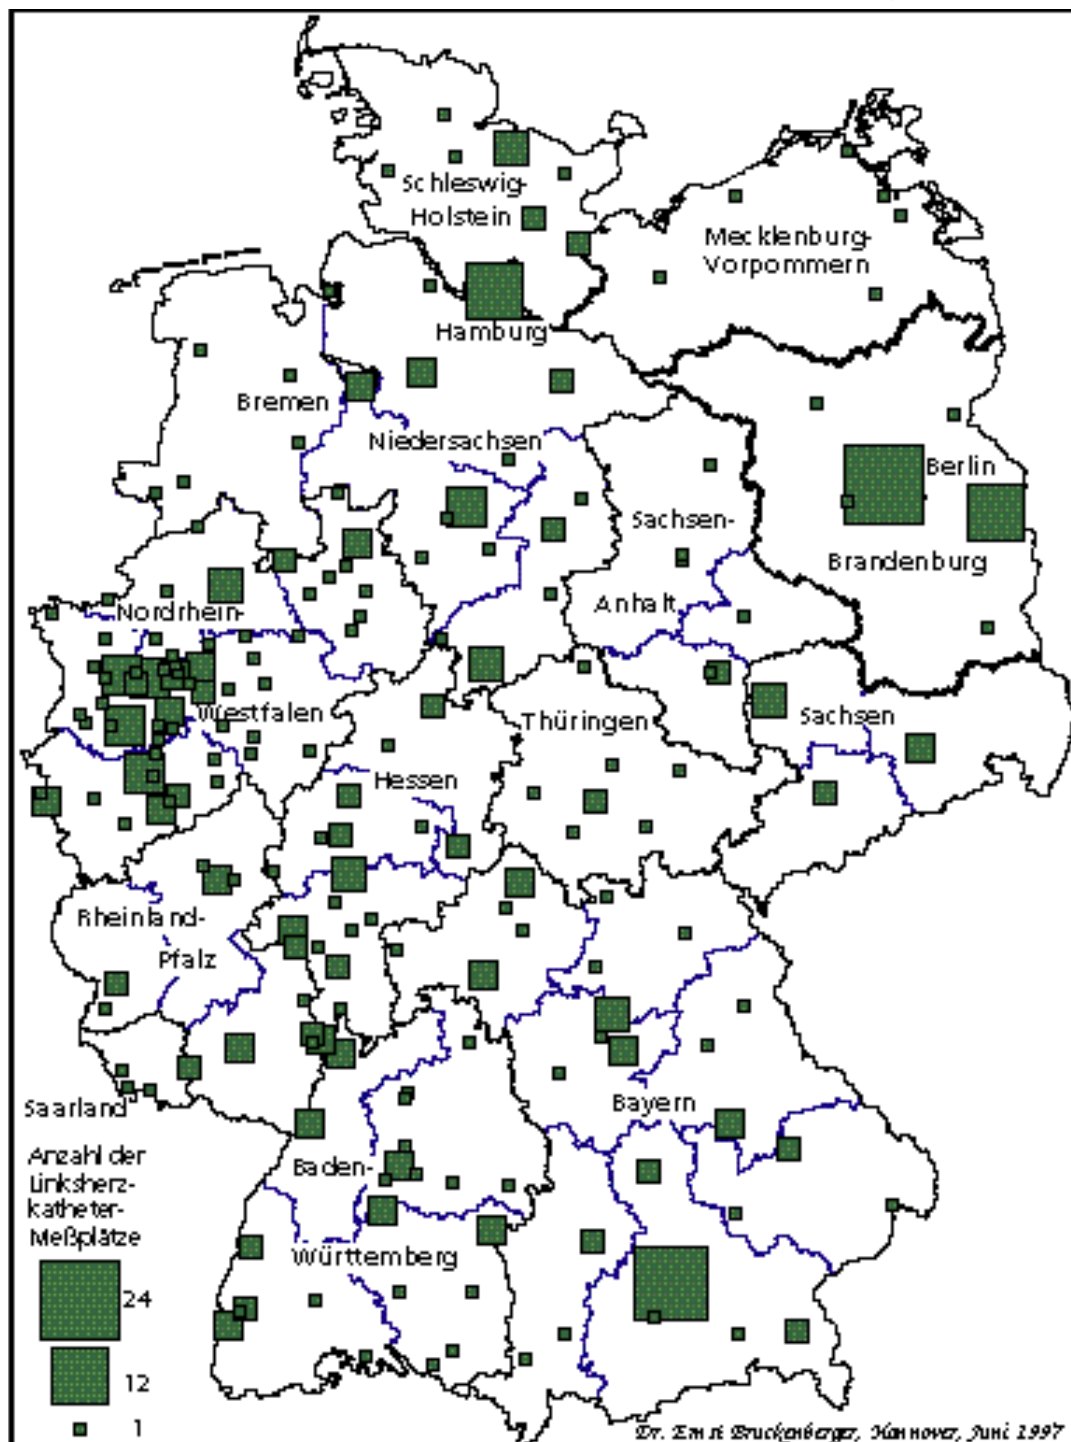 Schleswig-
Holstein
Mecklenburg-
Vorpommern
Hamburg
Bremen
Niedersachsen
Berlin
Sachsen-
Brandenburg
Anhalt
Nordrhein-
Westfalen
Thüringen
Sachsen
Hessen
Rheinland-
Pfalz
Saarland
Bayern
Baden-
Württemberg
Anzahl der
Linksherz-
katheter-
Meßplätze
24
12
1
Dr. Ernst Bruckenberger, Hannover, Juni 1997